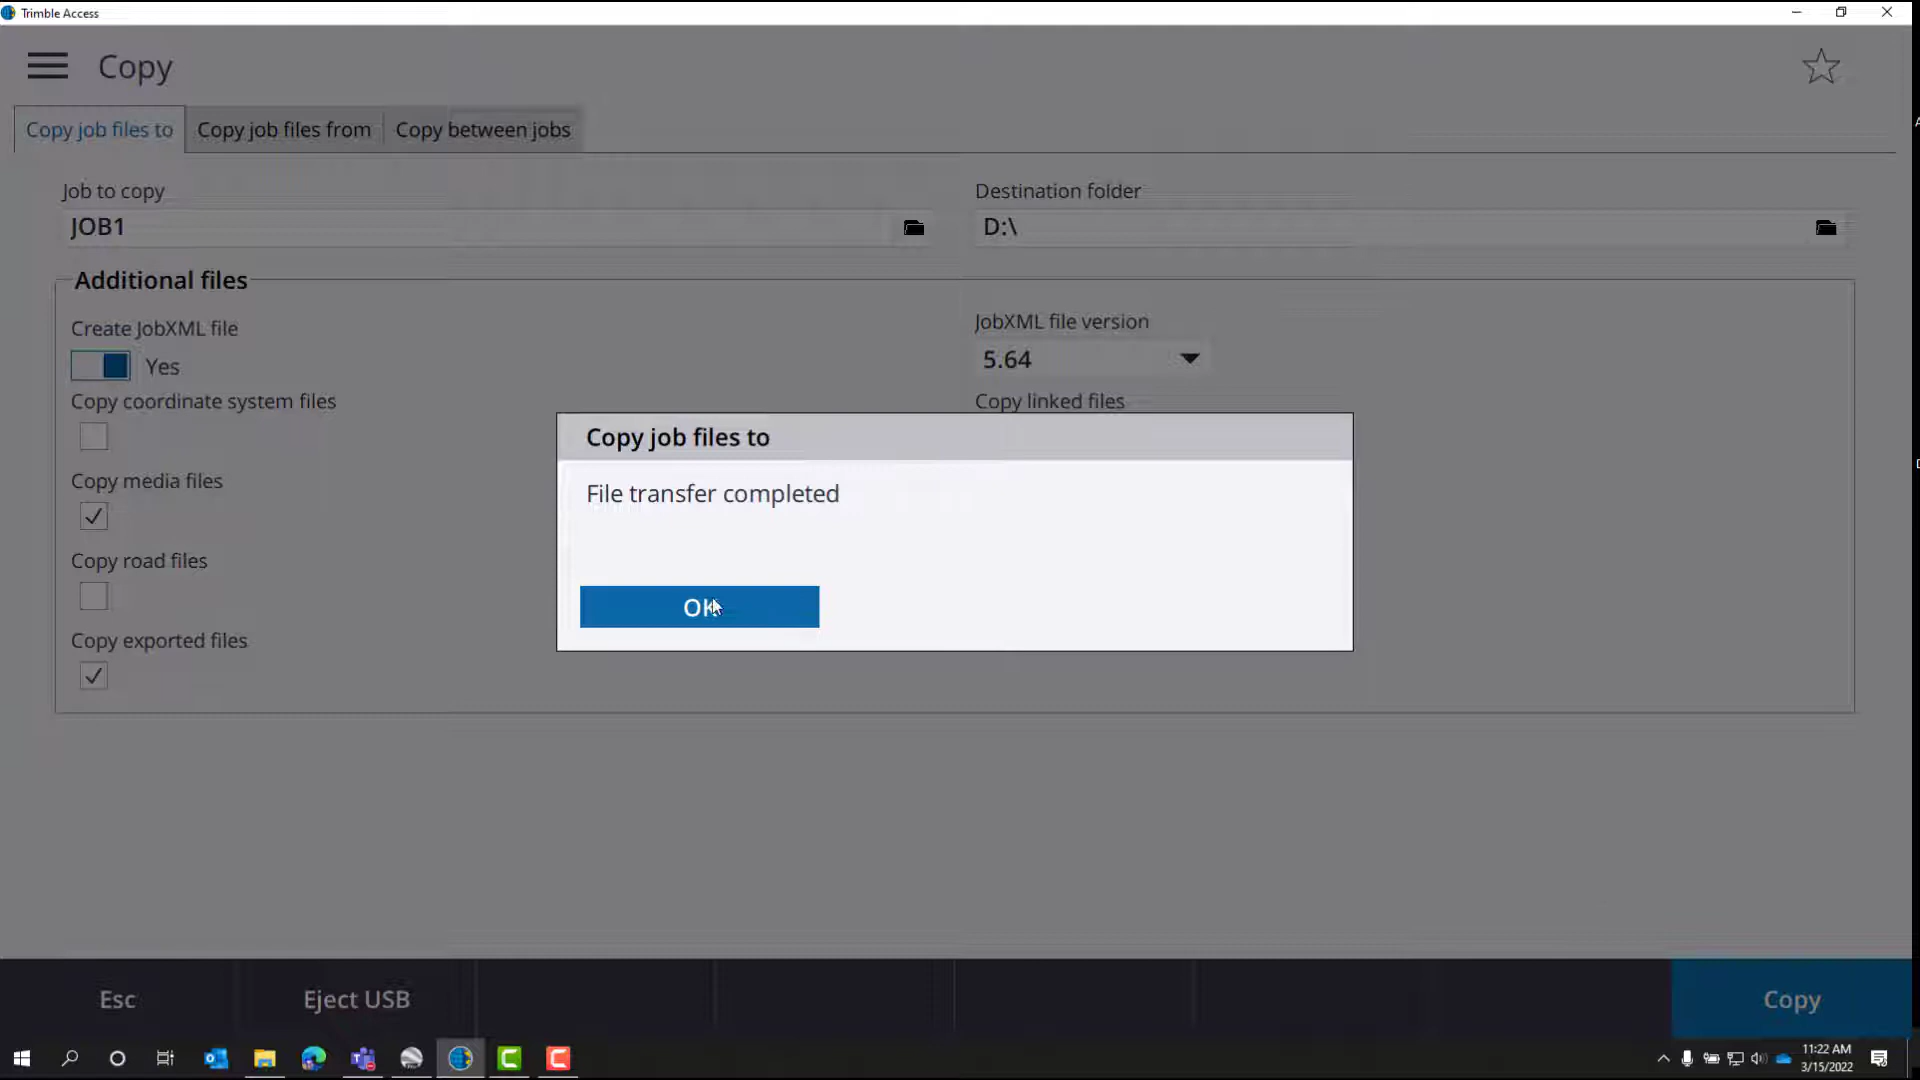 Trimble Access
Copy
Copy job files to
Copy job files from
Copy between jobs
Job to copy
JOB1
Destination folder
D:\
Additional files
Create JobXML file
Yes
JobXML file version
5.64
Copy coordinate system files
Copy linked files
Copy media files
Copy road files
Copy exported files
Copy job files to
File transfer completed
OK
Esc
Eject USB
Copy
11:22 AM
3/15/2022